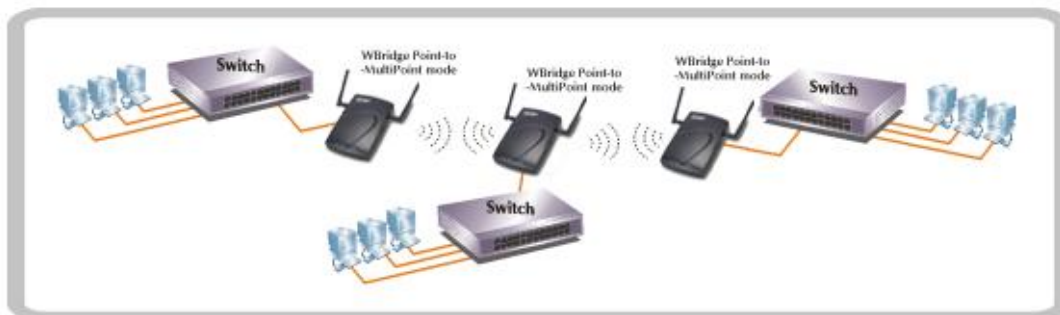 WBridge Point-to
-MultiPoint mode
WBridge Point-to
-MultiPoint mode
WBridge Point-to
-MultiPoint mode
Switch
Switch
Switch